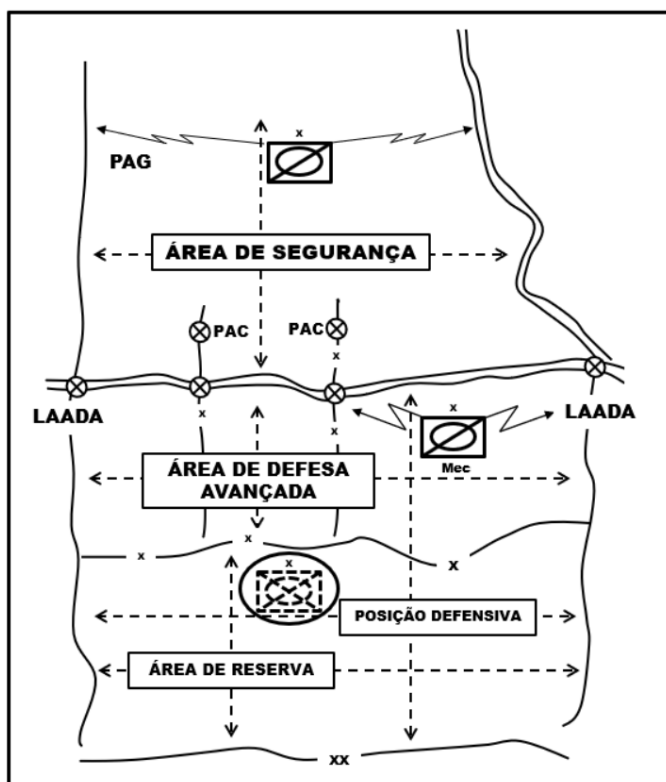 x
PAG
ÁREA DE SEGURANÇA
PAC
PAC
x
LAADA
x
x
x
LAADA
x
Mec
ÁREA DE DEFESA
AVANÇADA
x
x
x
x
POSIÇÃO DEFENSIVA
ÁREA DE RESERVA
xx